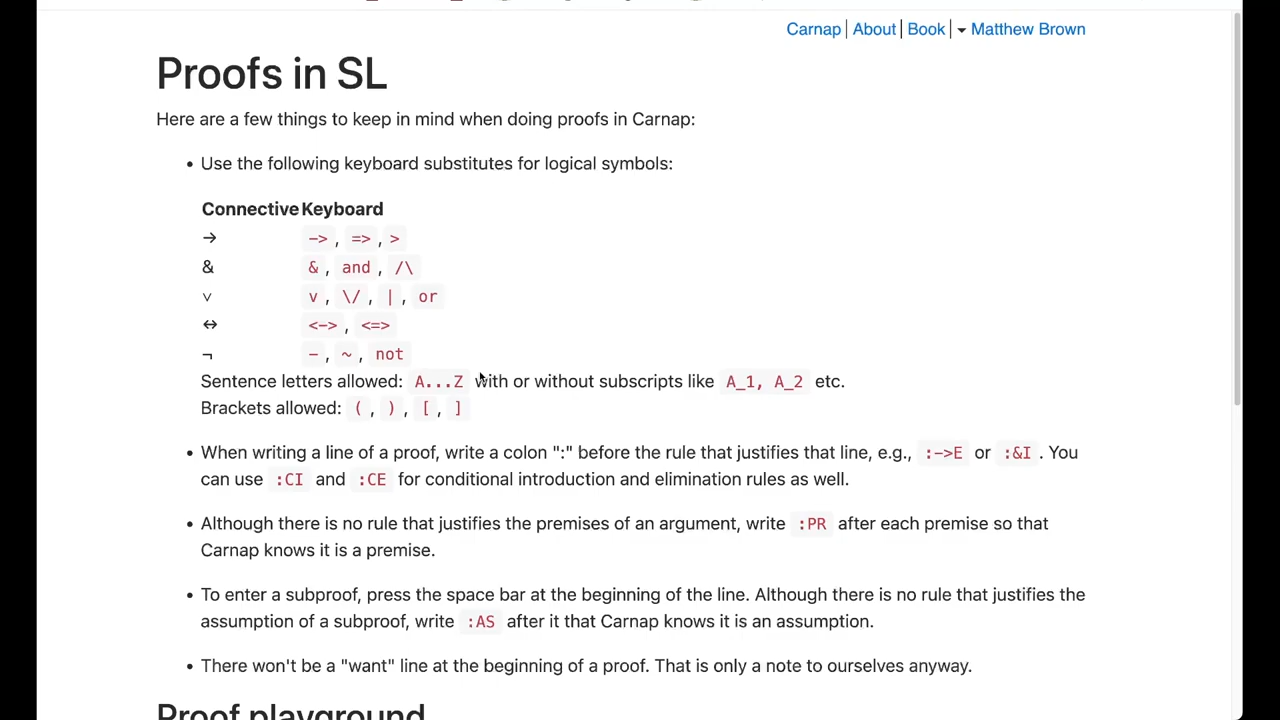 Carnap | About | Book | Matthew Brown
Proofs in SL
Here are a few things to keep in mind when doing proofs in Carnap:
• Use the following keyboard substitutes for logical symbols:
Connective Keyboard
→ -> , => , >
& & , and , /\
∨ v , \/ , | , or
↔ <-> , <=>
¬ - , ~ , not
Sentence letters allowed: A...Z with or without subscripts like A_1, A_2 etc.
Brackets allowed: ( , ) , [ , ]
• When writing a line of a proof, write a colon ":" before the rule that justifies that line, e.g., :->E or :&I . You
can use :CI and :CE for conditional introduction and elimination rules as well.
• Although there is no rule that justifies the premises of an argument, write :PR after each premise so that
Carnap knows it is a premise.
• To enter a subproof, press the space bar at the beginning of the line. Although there is no rule that justifies the
assumption of a subproof, write :AS after it that Carnap knows it is an assumption.
• There won't be a "want" line at the beginning of a proof. That is only a note to ourselves anyway.
Proof playground